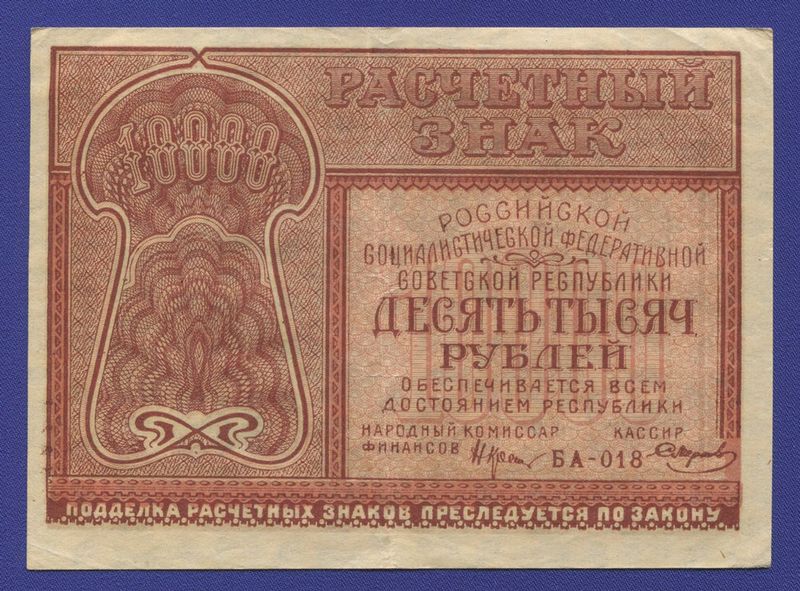 10000
РАСЧЕТНЫЙ
ЗНАК
РОССИЙСКОЙ
СОЦИАЛИСТИЧЕСКОЙ ФЕДЕРАТИВНОЙ
СОВЕТСКОЙ РЕСПУБЛИКИ
ДЕСЯТЬ ТЫСЯЧ
РУБЛЕЙ
ОБЕСПЕЧИВАЕТСЯ ВСЕМ
ДОСТОЯНИЕМ РЕСПУБЛИКИ
НАРОДНЫЙ КОМИССАР КАССИР
ФИНАНСОВ БА-018
ПОДДЕЛКА РАСЧЕТНЫХ ЗНАКОВ ПРЕСЛЕДУЕТСЯ ПО ЗАКОНУ